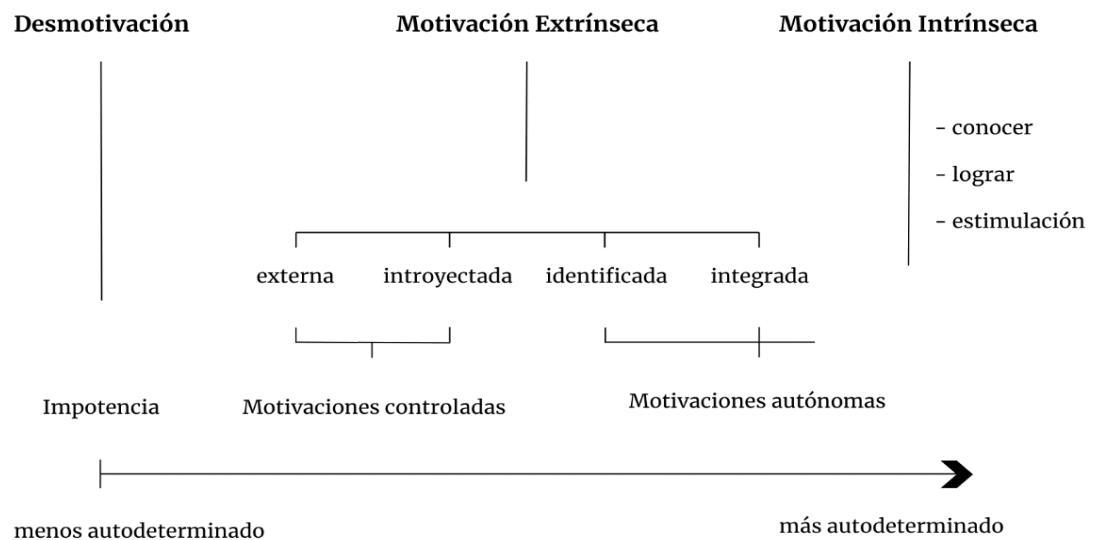 Desmotivación
Motivación Extrínseca
Motivación Intrínseca
- conocer
- lograr
- estimulación
externa
introyectada
identificada
integrada
Impotencia
Motivaciones controladas
Motivaciones autónomas
menos autodeterminado
más autodeterminado